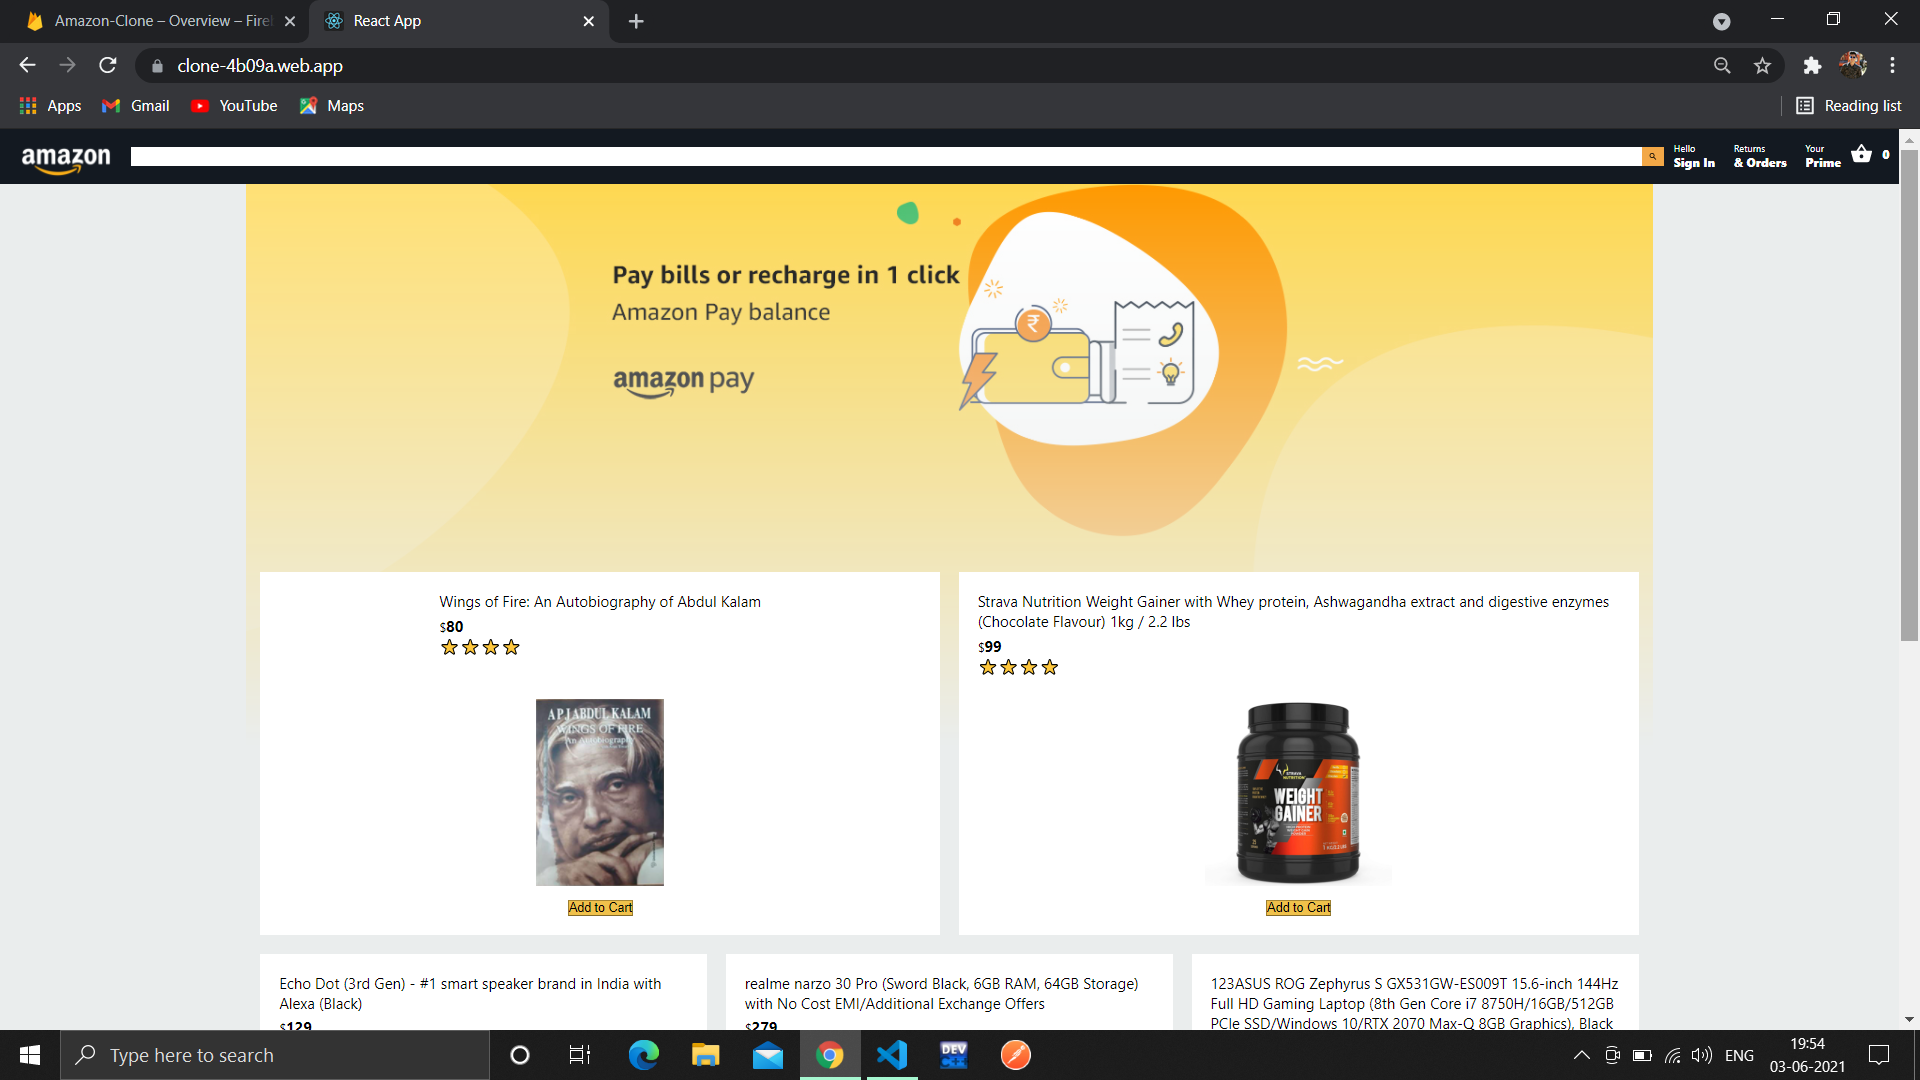 Amazon-Clone – Overview – Fire
React App
clone-4b09a.web.app
Apps
Gmail
YouTube
Maps
Reading list
amazon
Hello
Sign In
Returns
& Orders
Your
Prime
0
Pay bills or recharge in 1 click
Amazon Pay balance
₹
amazon pay
Wings of Fire: An Autobiography of Abdul Kalam
$80
A P J ABDUL KALAM
WINGS OF FIRE
An Autobiography
Add to Cart
Strava Nutrition Weight Gainer with Whey protein, Ashwagandha extract and digestive enzymes
(Chocolate Flavour) 1kg / 2.2 lbs
$99
STRAVA
NUTRITION
WEIGHT
GAINER
Add to Cart
Echo Dot (3rd Gen) - #1 smart speaker brand in India with
Alexa (Black)
$129
realme narzo 30 Pro (Sword Black, 6GB RAM, 64GB Storage)
with No Cost EMI/Additional Exchange Offers
$279
123ASUS ROG Zephyrus S GX531GW-ES009T 15.6-inch 144Hz
Full HD Gaming Laptop (8th Gen Core i7 8750H/16GB/512GB
PCIe SSD/Windows 10/RTX 2070 Max-Q 8GB Graphics), Black
Type here to search
DEV
C++
ENG
19:54
03-06-2021